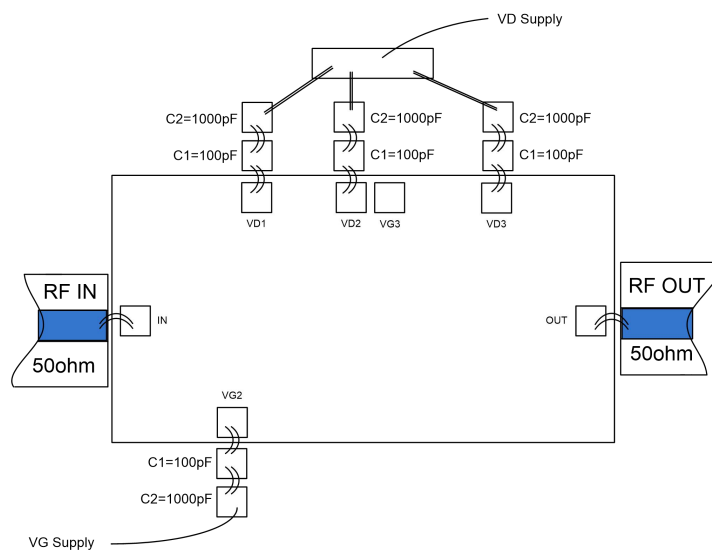 VD Supply
C2=1000pF
C2=1000pF
C2=1000pF
C1=100pF
C1=100pF
C1=100pF
VD1
VD2
VG3
VD3
RF IN
RF OUT
IN
OUT
50ohm
50ohm
VG2
C1=100pF
C2=1000pF
VG Supply